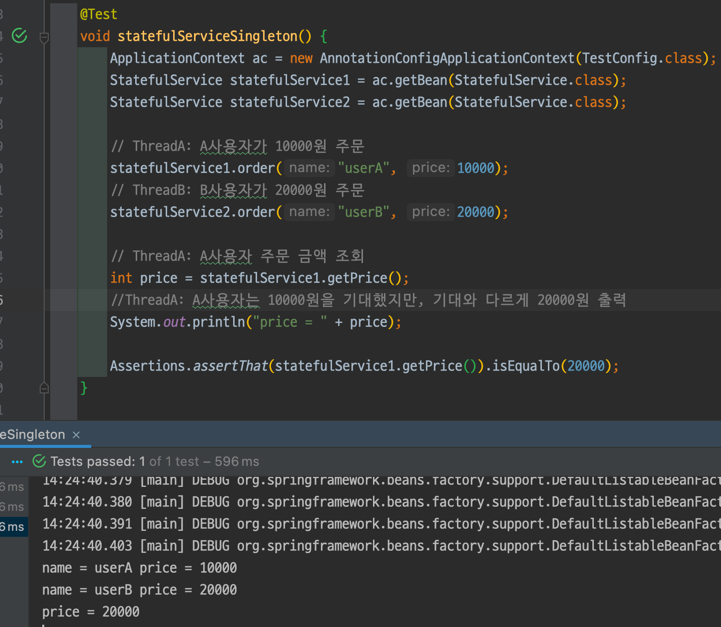 @Test
void statefulServiceSingleton() {
ApplicationContext ac = new AnnotationConfigApplicationContext(TestConfig.class);
StatefulService statefulService1 = ac.getBean(StatefulService.class);
StatefulService statefulService2 = ac.getBean(StatefulService.class);
// ThreadA: A사용자가 10000원 주문
statefulService1.order( name: "userA", price: 10000);
// ThreadB: B사용자가 20000원 주문
statefulService2.order( name: "userB", price: 20000);
// ThreadA: A사용자 주문 금액 조회
int price = statefulService1.getPrice();
//ThreadA: A사용자는 10000원을 기대했지만, 기대와 다르게 20000원 출력
System.out.println("price = " + price);
Assertions.assertThat(statefulService1.getPrice()).isEqualTo(20000);
}
eSingleton ×
Tests passed: 1 of 1 test – 596 ms
6 ms 14:24:40.379 [main] DEBUG org.springframework.beans.factory.support.DefaultListableBeanFact
6 ms 14:24:40.380 [main] DEBUG org.springframework.beans.factory.support.DefaultListableBeanFact
6 ms 14:24:40.391 [main] DEBUG org.springframework.beans.factory.support.DefaultListableBeanFact
14:24:40.403 [main] DEBUG org.springframework.beans.factory.support.DefaultListableBeanFact
name = userA price = 10000
name = userB price = 20000
price = 20000